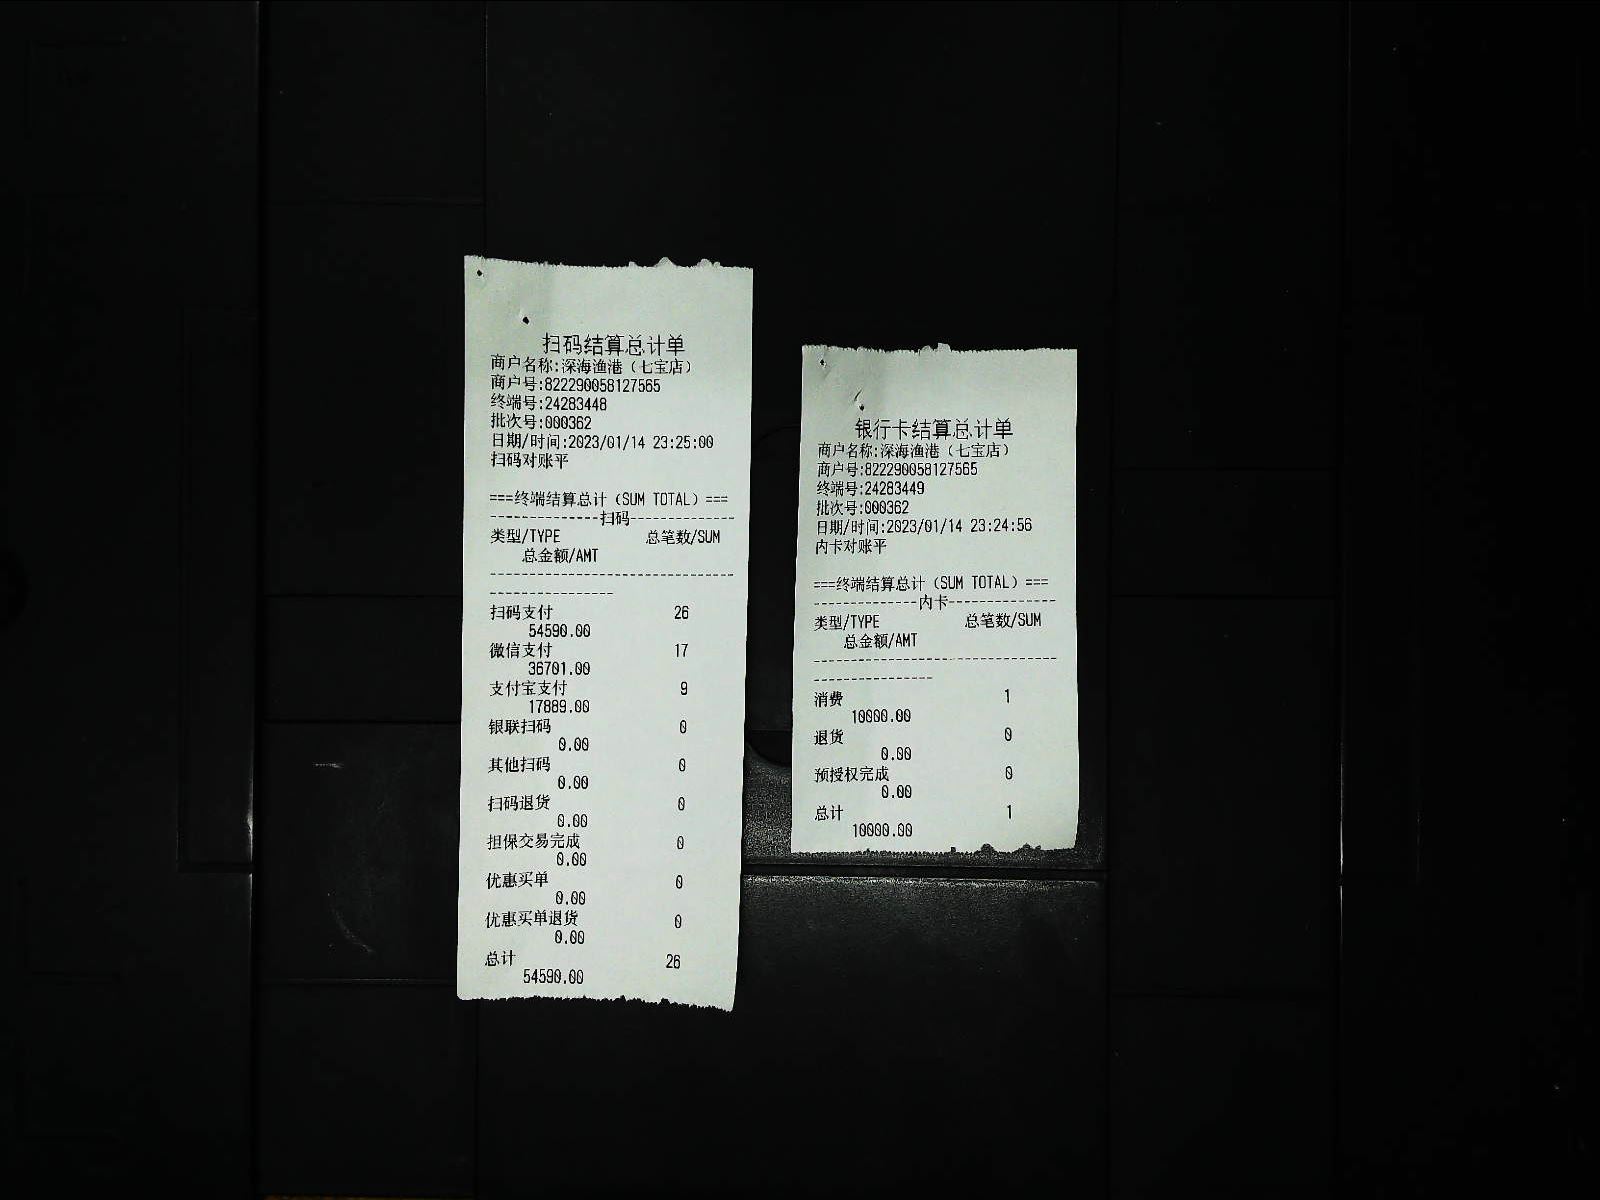 扫码结算总计单
商户名称:深海渔港（七宝店）
商户号:822290058127565
终端号:24283448
批次号:000362
日期/时间:2023/01/14 23:25:00
扫码对账平
===终端结算总计（SUM TOTAL）===
---------------扫码---------------
类型/TYPE 总笔数/SUM
总金额/AMT
扫码支付 26
54590.00
微信支付 17
36701.00
支付宝支付 9
17889.00
银联扫码 0
0.00
其他扫码 0
0.00
扫码退货 0
0.00
担保交易完成 0
0.00
优惠买单 0
0.00
优惠买单退货 0
0.00
总计 26
54590.00
银行卡结算总计单
商户名称:深海渔港（七宝店）
商户号:822290058127565
终端号:24283449
批次号:000362
日期/时间:2023/01/14 23:24:56
内卡对账平
===终端结算总计（SUM TOTAL）===
---------------内卡---------------
类型/TYPE 总笔数/SUM
总金额/AMT
消费 1
10000.00
退货 0
0.00
预授权完成 0
0.00
总计 1
10000.00